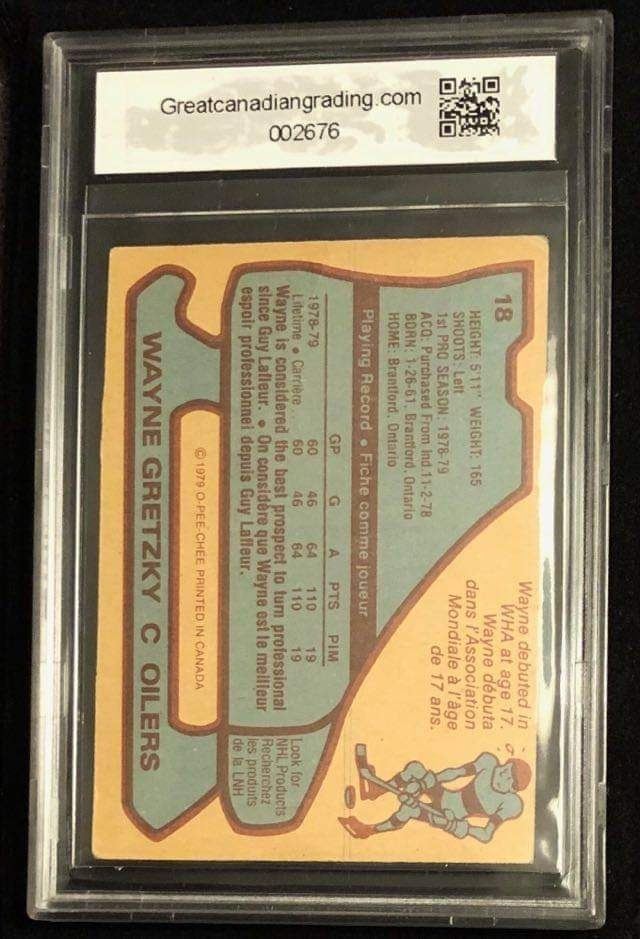 Greatcanadiangrading.com
002676
18
HEIGHT: 5'11" WEIGHT: 165
SHOOTS: Left
1st PRO SEASON: 1978-79
ACQ: Purchased From Ind. 11-2-78
BORN: 1-26-61 Brantford, Ontario
HOME: Brantford, Ontario
Wayne debuted in
WHA at age 17.
Wayne débuta
dans l'Association
Mondiale à l'âge
de 17 ans.
Playing Record • Fiche comme joueur
GP G A PTS PIM
1978-79 60 46 64 110 19
Lifetime • Carrière 60 46 64 110 19
Wayne is considered the best prospect to turn professional
since Guy Lafleur. • On considère que Wayne est le meilleur
espoir professionnel depuis Guy Lafleur.
Look for
NHL Products
Recherchez
les produits
de la LNH
© 1979 O-PEE-CHEE PRINTED IN CANADA
WAYNE GRETZKY C OILERS